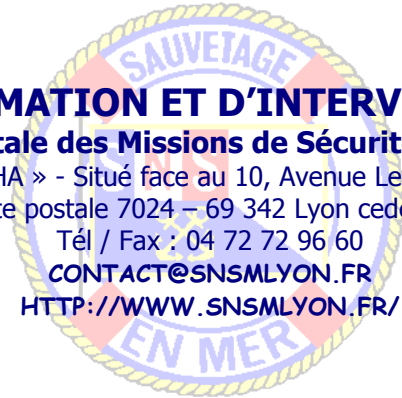 SAUVETAGE
MATION ET D’INTERV
tale des Missions de Sécurit
SNS
HA » - Situé face au 10, Avenue Le
te postale 7024 – 69 342 Lyon ced
Tél / Fax : 04 72 72 96 60
CONTACT@SNSMLYON.FR
HTTP://WWW.SNSMLYON.FR/
EN MER